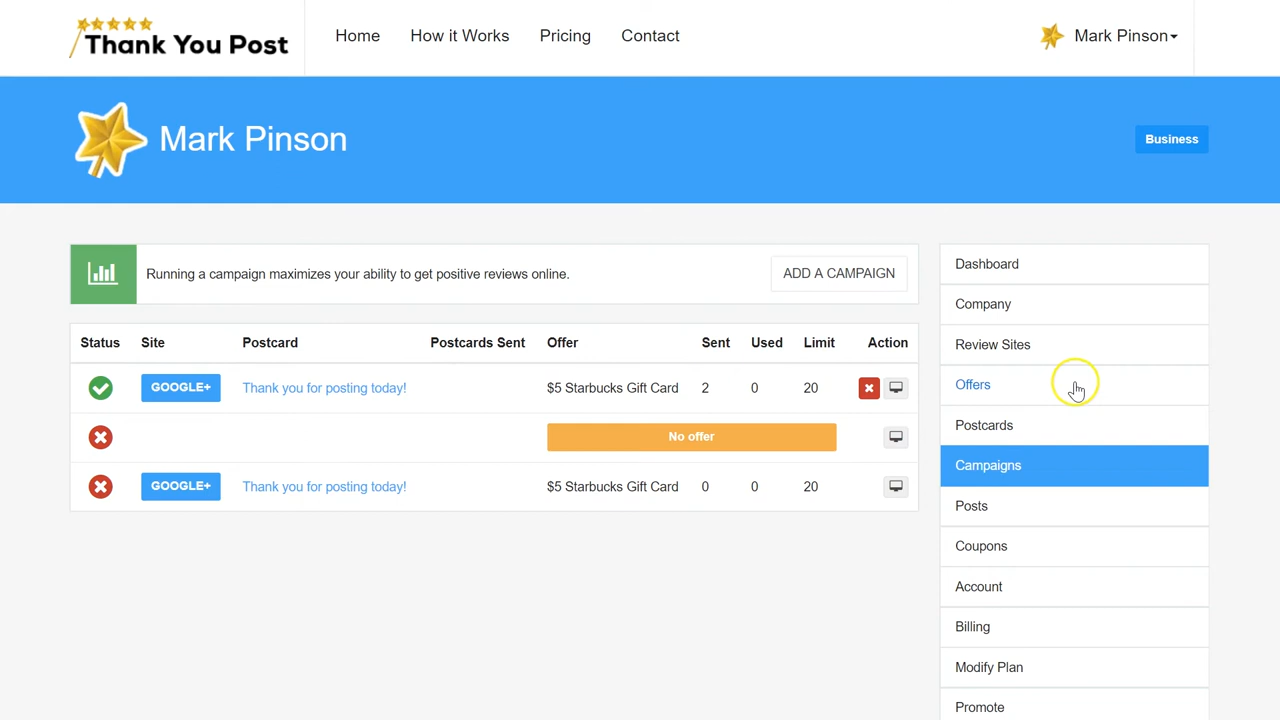 Thank You Post
Home How it Works Pricing Contact
Mark Pinson
Mark Pinson
Business
Running a campaign maximizes your ability to get positive reviews online.
ADD A CAMPAIGN
Status Site Postcard Postcards Sent Offer Sent Used Limit Action
GOOGLE+ Thank you for posting today! $5 Starbucks Gift Card 2 0 20
No offer
GOOGLE+ Thank you for posting today! $5 Starbucks Gift Card 0 0 20
Dashboard
Company
Review Sites
Offers
Postcards
Campaigns
Posts
Coupons
Account
Billing
Modify Plan
Promote